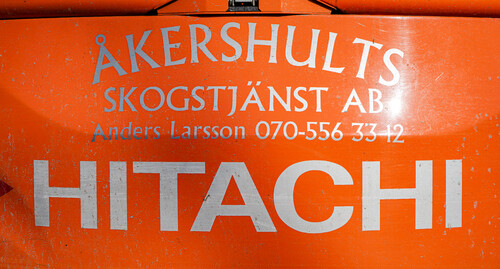 ÅKERSHULTS
SKOGSTJÄNST AB
Anders Larsson 070-556 33 12
HITACHI